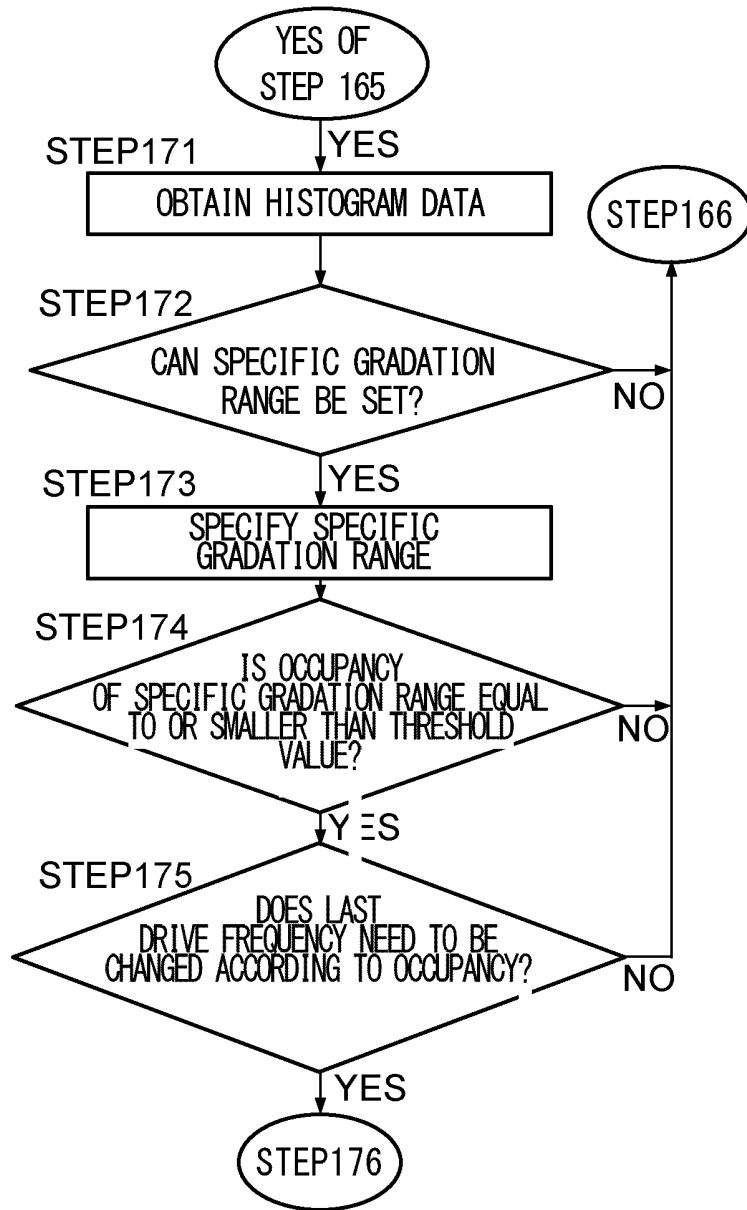 YES OF
STEP 165
YES
STEP171
OBTAIN HISTOGRAM DATA
STEP166
STEP172
CAN SPECIFIC GRADATION
RANGE BE SET?
NO
YES
STEP173
SPECIFY SPECIFIC
GRADATION RANGE
STEP174
IS OCCUPANCY
OF SPECIFIC GRADATION RANGE EQUAL
TO OR SMALLER THAN THRESHOLD
VALUE?
NO
YES
STEP175
DOES LAST
DRIVE FREQUENCY NEED TO BE
CHANGED ACCORDING TO OCCUPANCY?
NO
YES
STEP176